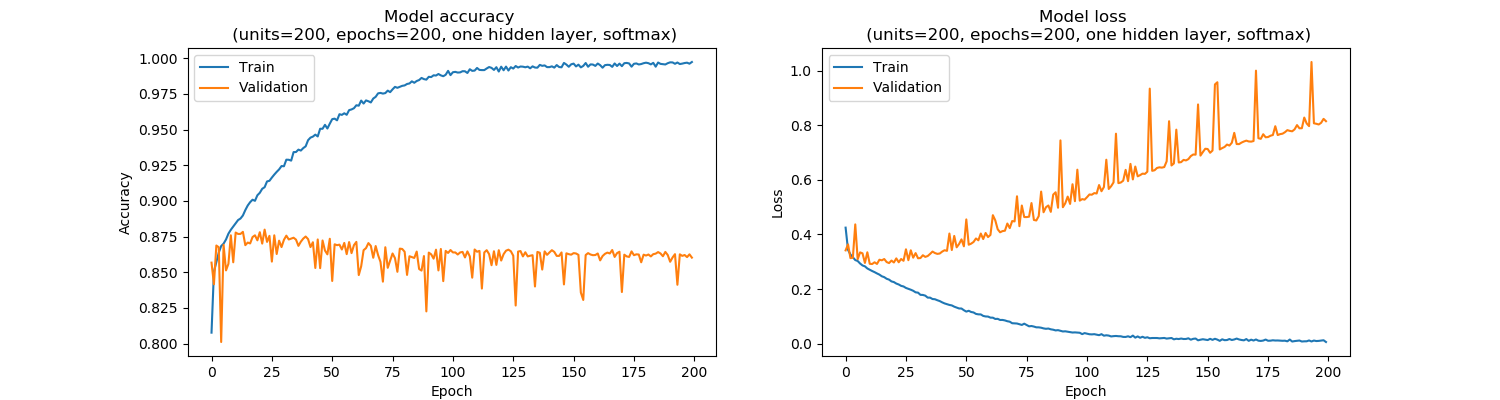 Model accuracy
(units=200, epochs=200, one hidden layer, softmax)
Train
Validation
1.000
0.975
0.950
0.925
0.900
0.875
0.850
0.825
0.800
Accuracy
0 25 50 75 100 125 150 175 200
Epoch
Model loss
(units=200, epochs=200, one hidden layer, softmax)
Train
Validation
1.0
0.8
0.6
0.4
0.2
0.0
Loss
0 25 50 75 100 125 150 175 200
Epoch